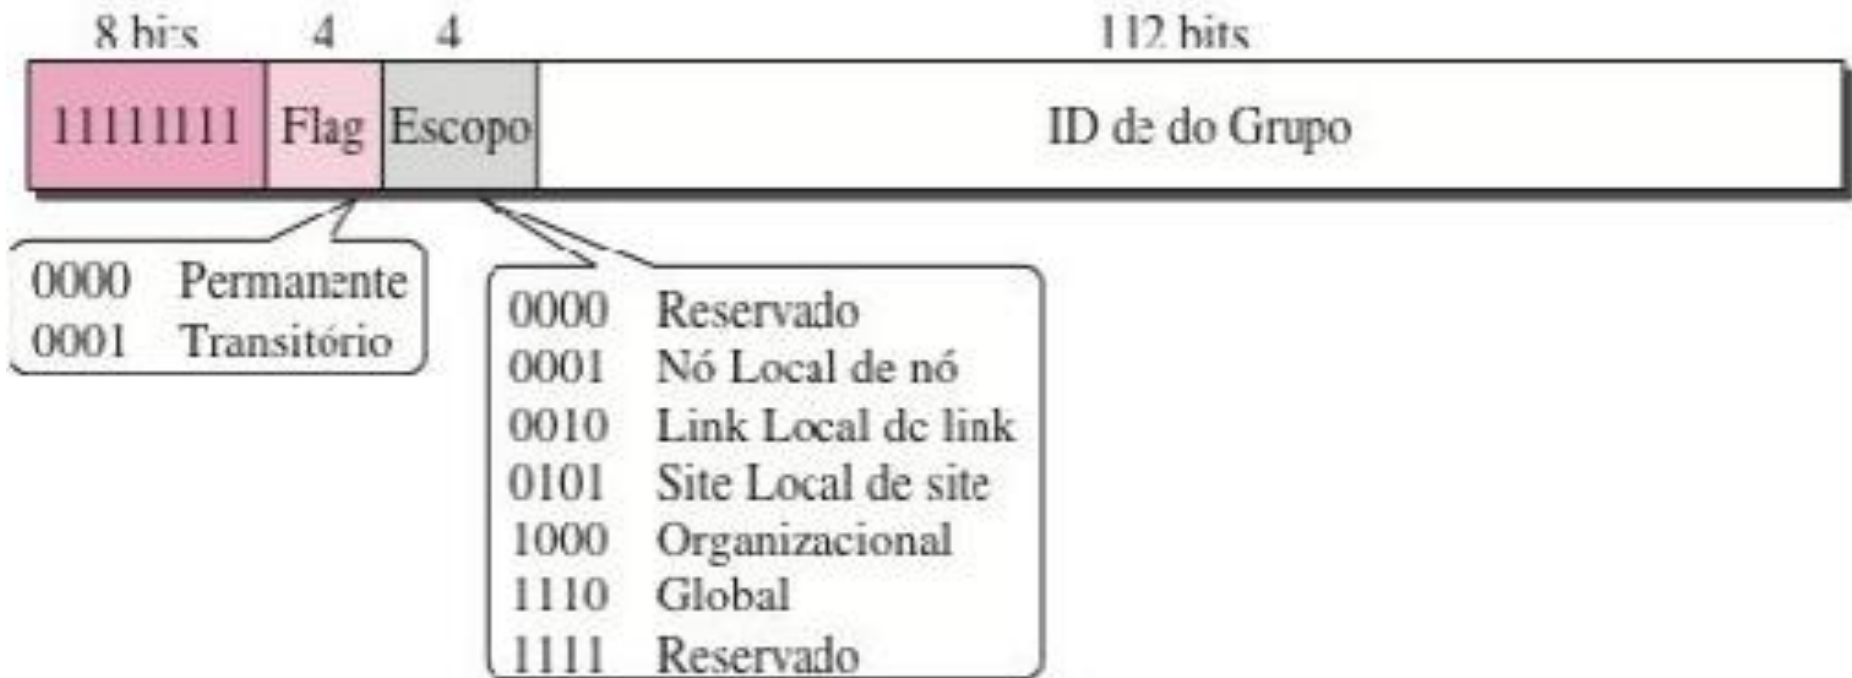 8 bits 4 4 112 bits
11111111 Flag Escopo ID de do Grupo
0000 Permanente
0001 Transitório
0000 Reservado
0001 Nó Local de nó
0010 Link Local de link
0101 Site Local de site
1000 Organizacional
1110 Global
1111 Reservado